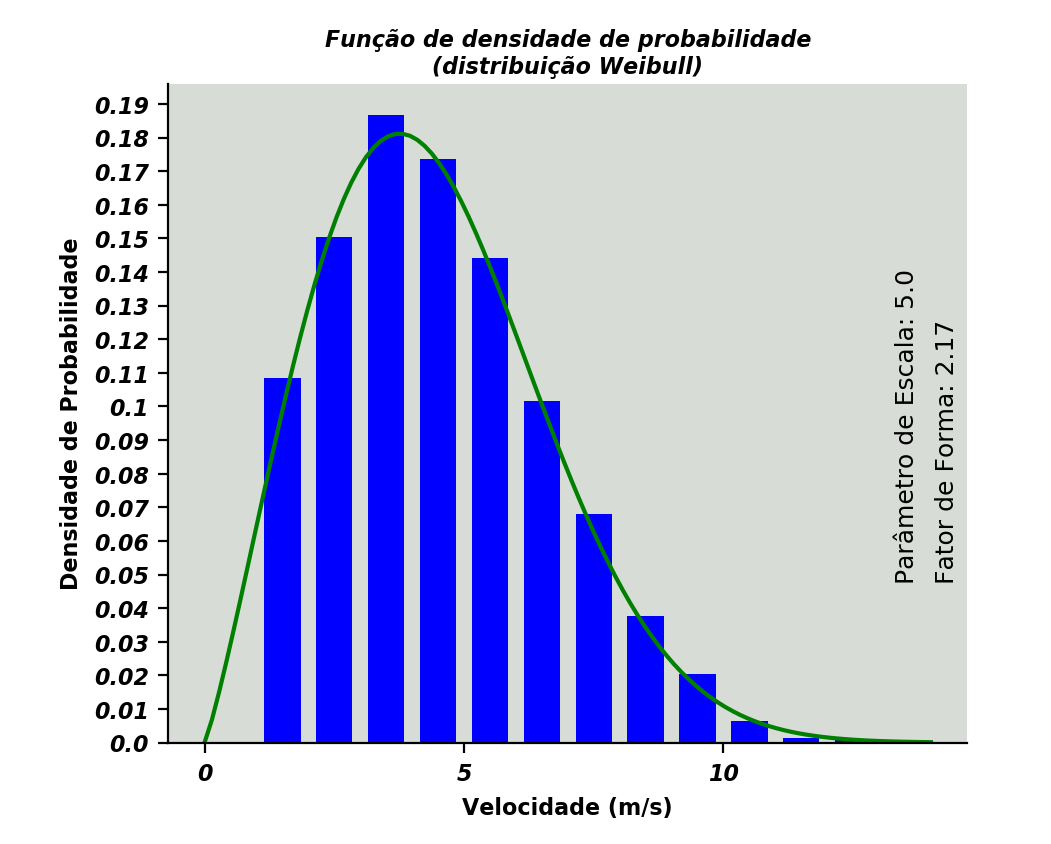 Função de densidade de probabilidade
(distribuição Weibull)
Densidade de Probabilidade
0.19
0.18
0.17
0.16
0.15
0.14
0.13
0.12
0.11
0.1
0.09
0.08
0.07
0.06
0.05
0.04
0.03
0.02
0.01
0.0
0 5 10
Velocidade (m/s)
Parâmetro de Escala: 5.0
Fator de Forma: 2.17